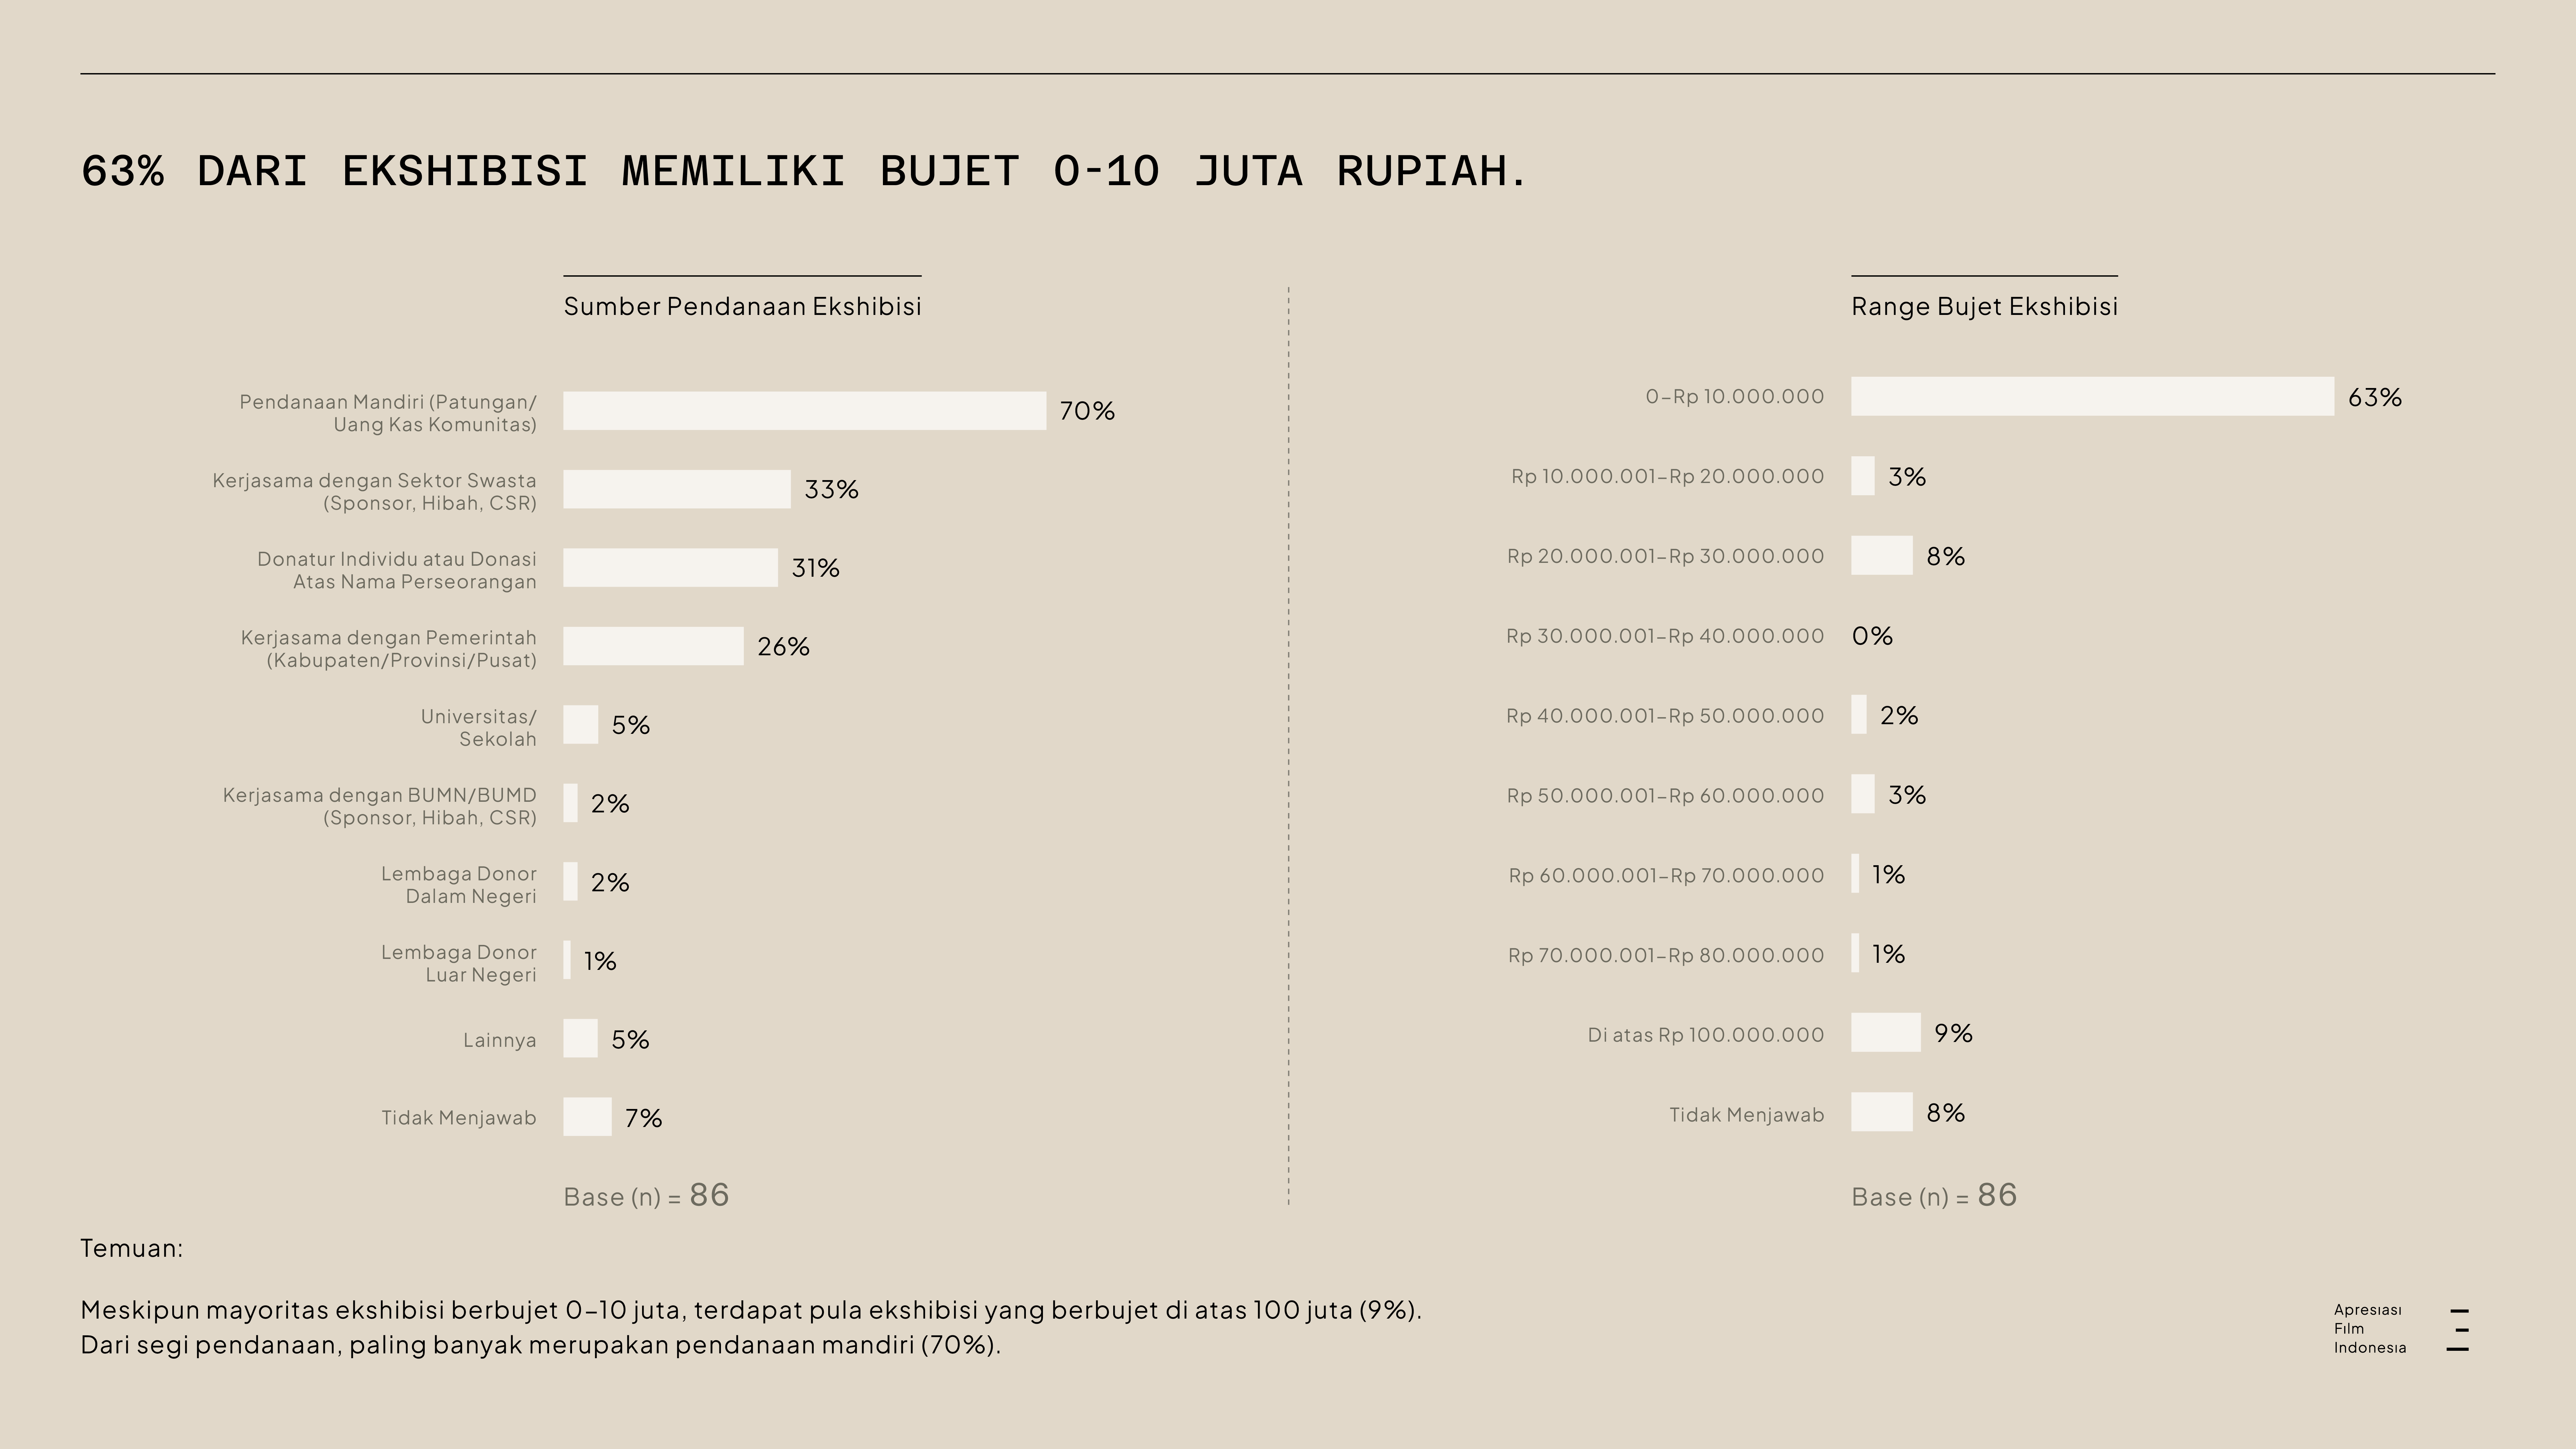 63% DARI EKSHIBISI MEMILIKI BUJET 0-10 JUTA RUPIAH.
Sumber Pendanaan Ekshibisi
Pendanaan Mandiri (Patungan/
Uang Kas Komunitas)
70%
Kerjasama dengan Sektor Swasta
(Sponsor, Hibah, CSR)
33%
Donatur Individu atau Donasi
Atas Nama Perseorangan
31%
Kerjasama dengan Pemerintah
(Kabupaten/Provinsi/Pusat)
26%
Universitas/
Sekolah
5%
Kerjasama dengan BUMN/BUMD
(Sponsor, Hibah, CSR)
2%
Lembaga Donor
Dalam Negeri
2%
Lembaga Donor
Luar Negeri
1%
Lainnya
5%
Tidak Menjawab
7%
Base (n) = 86
Range Bujet Ekshibisi
0–Rp 10.000.000
63%
Rp 10.000.001–Rp 20.000.000
3%
Rp 20.000.001–Rp 30.000.000
8%
Rp 30.000.001–Rp 40.000.000
0%
Rp 40.000.001–Rp 50.000.000
2%
Rp 50.000.001–Rp 60.000.000
3%
Rp 60.000.001–Rp 70.000.000
1%
Rp 70.000.001–Rp 80.000.000
1%
Di atas Rp 100.000.000
9%
Tidak Menjawab
8%
Base (n) = 86
Temuan:
Meskipun mayoritas ekshibisi berbujet 0–10 juta, terdapat pula ekshibisi yang berbujet di atas 100 juta (9%).
Dari segi pendanaan, paling banyak merupakan pendanaan mandiri (70%).
Apresiasi
Film
Indonesia